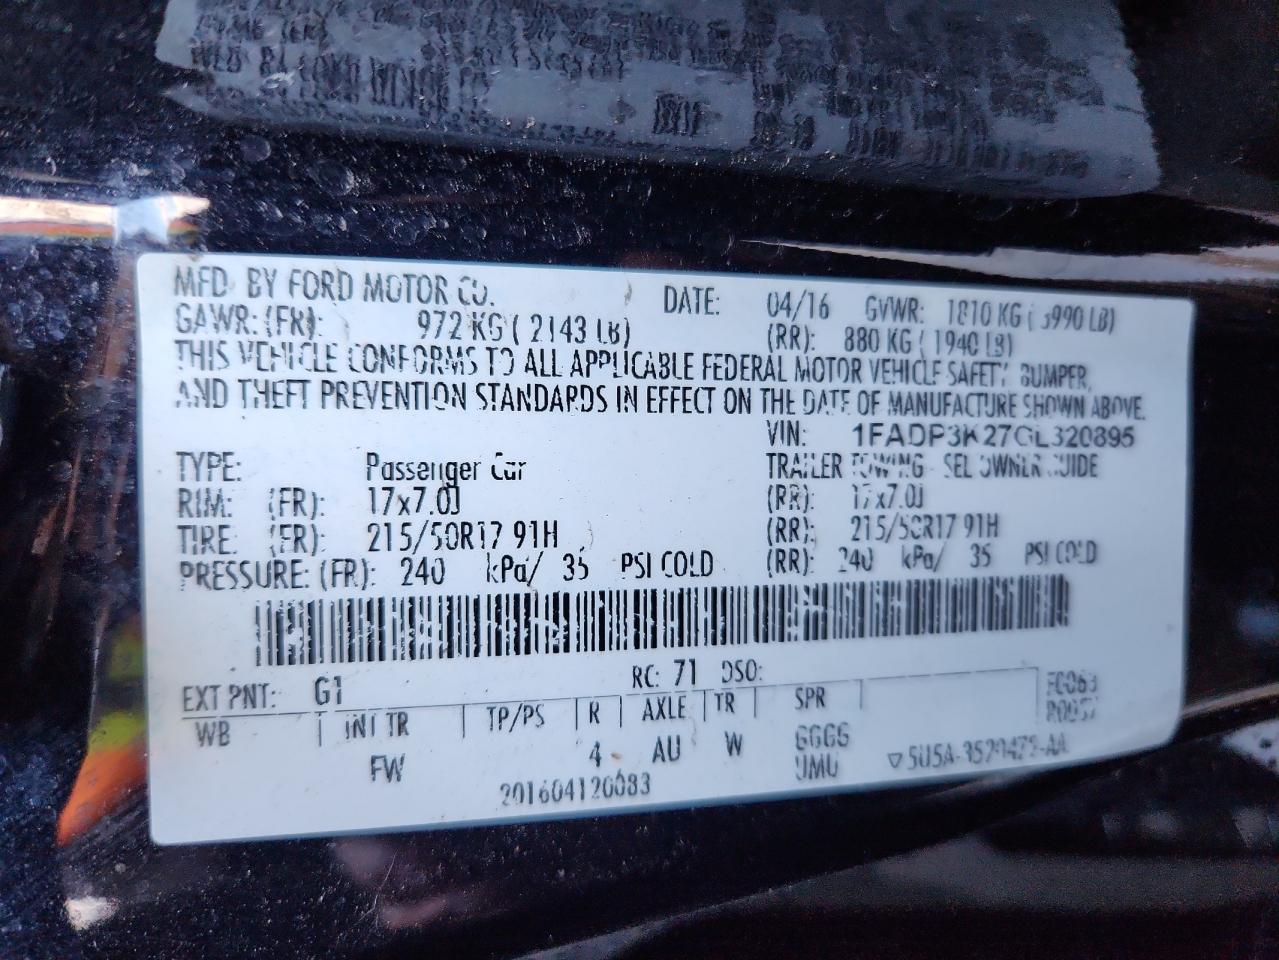 MFD. BY FORD MOTOR CO.
DATE: 04/16 GVWR: 1810 KG (3990 LB)
GAWR: (FR): 972 KG (2143 LB) (RR): 880 KG (1940 LB)
THIS VEHICLE CONFORMS TO ALL APPLICABLE FEDERAL MOTOR VEHICLE SAFETY, BUMPER,
AND THEFT PREVENTION STANDARDS IN EFFECT ON THE DATE OF MANUFACTURE SHOWN ABOVE.
VIN: 1FADP3K27GL320895
TYPE: Passenger Car TRAILER TOWING - SEE OWNER GUIDE
RIM: (FR): 17x7.0J (RR): 17x7.0J
TIRE: (FR): 215/50R17 91H (RR): 215/50R17 91H
PRESSURE: (FR): 240 kPa/ 35 PSI COLD (RR): 240 kPa/ 35 PSI COLD
EXT PNT: G1 RC: 71 DSO:
WB INT TR TP/PS R AXLE TR SPR
FW 4 AU W GGGG
UMU
201604120083